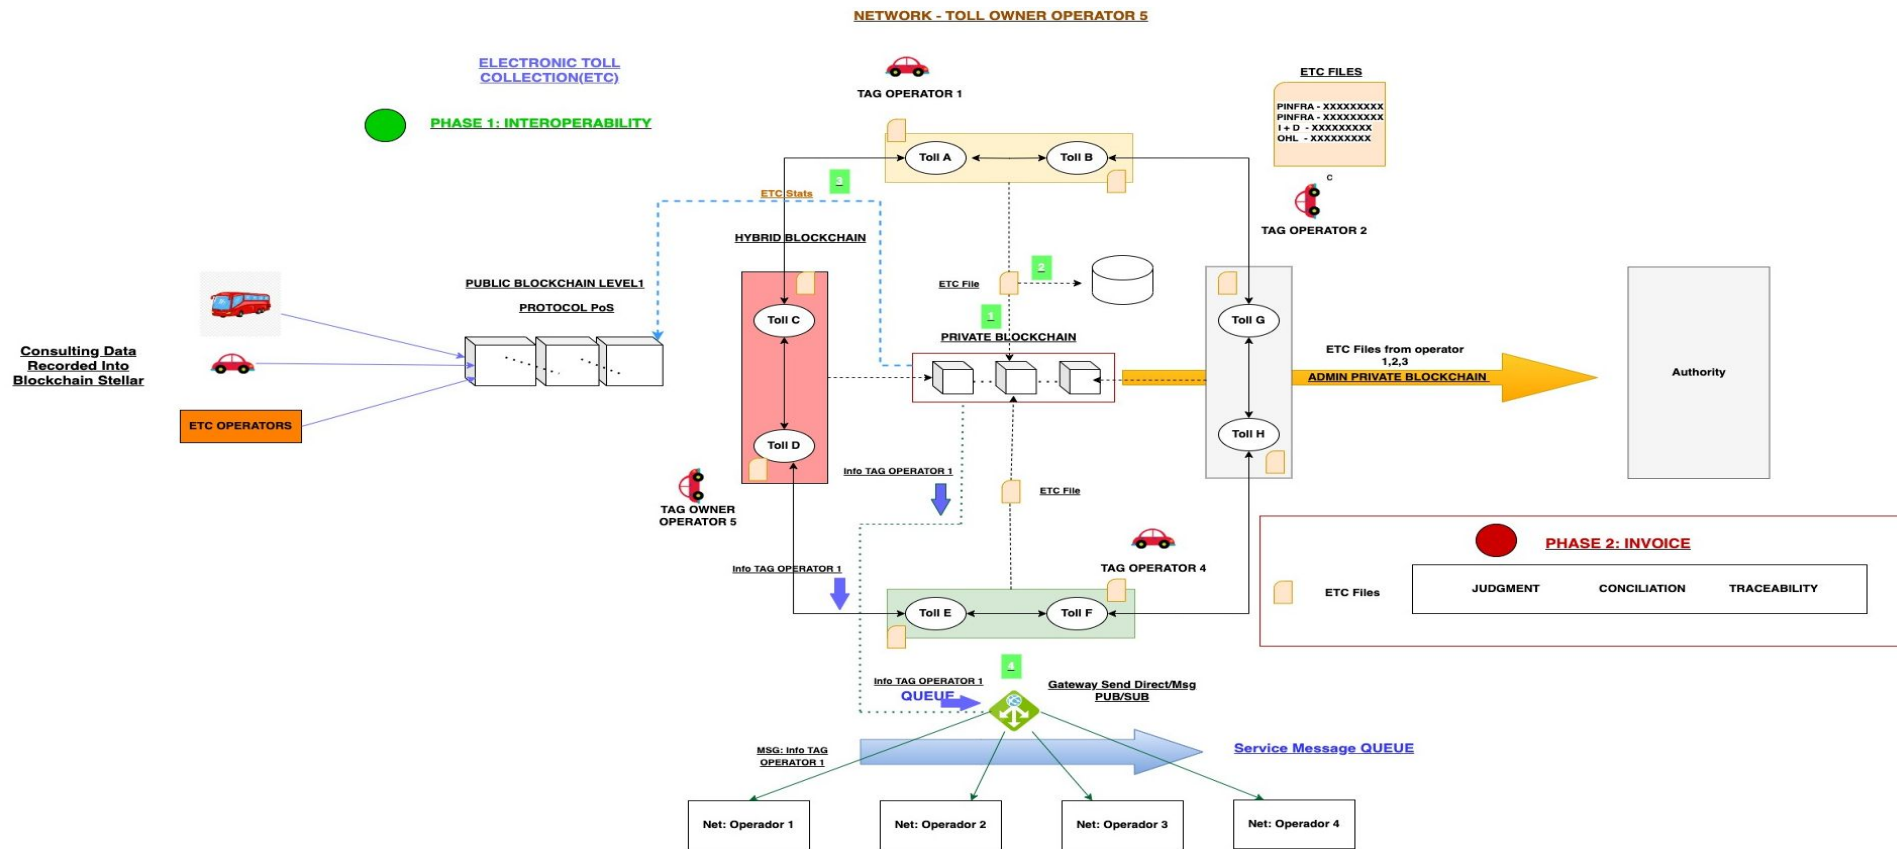 NETWORK - TOLL OWNER OPERATOR 5
ELECTRONIC TOLL
COLLECTION(ETC)
PHASE 1: INTEROPERABILITY
TAG OPERATOR 1
ETC FILES
PINFRA - XXXXXXXXX
PINFRA - XXXXXXXXX
I + D - XXXXXXXXX
OHL - XXXXXXXXX
C
TAG OPERATOR 2
Toll A
Toll B
3
ETC Stats
HYBRID BLOCKCHAIN
PUBLIC BLOCKCHAIN LEVEL1
PROTOCOL PoS
ETC File
2
1
PRIVATE BLOCKCHAIN
Toll C
Toll G
Consulting Data
Recorded Into
Blockchain Stellar
ETC Files from operator
1,2,3
ADMIN PRIVATE BLOCKCHAIN
Authority
ETC OPERATORS
Toll D
Toll H
Info TAG OPERATOR 1
ETC File
TAG OWNER
OPERATOR 5
TAG OPERATOR 4
Info TAG OPERATOR 1
PHASE 2: INVOICE
ETC Files
JUDGMENT
CONCILIATION
TRACEABILITY
Toll E
Toll F
4
Info TAG OPERATOR 1
QUEUE
Gateway Send Direct/Msg
PUB/SUB
MSG: Info TAG
OPERATOR 1
Service Message QUEUE
Net: Operador 1
Net: Operador 2
Net: Operador 3
Net: Operador 4